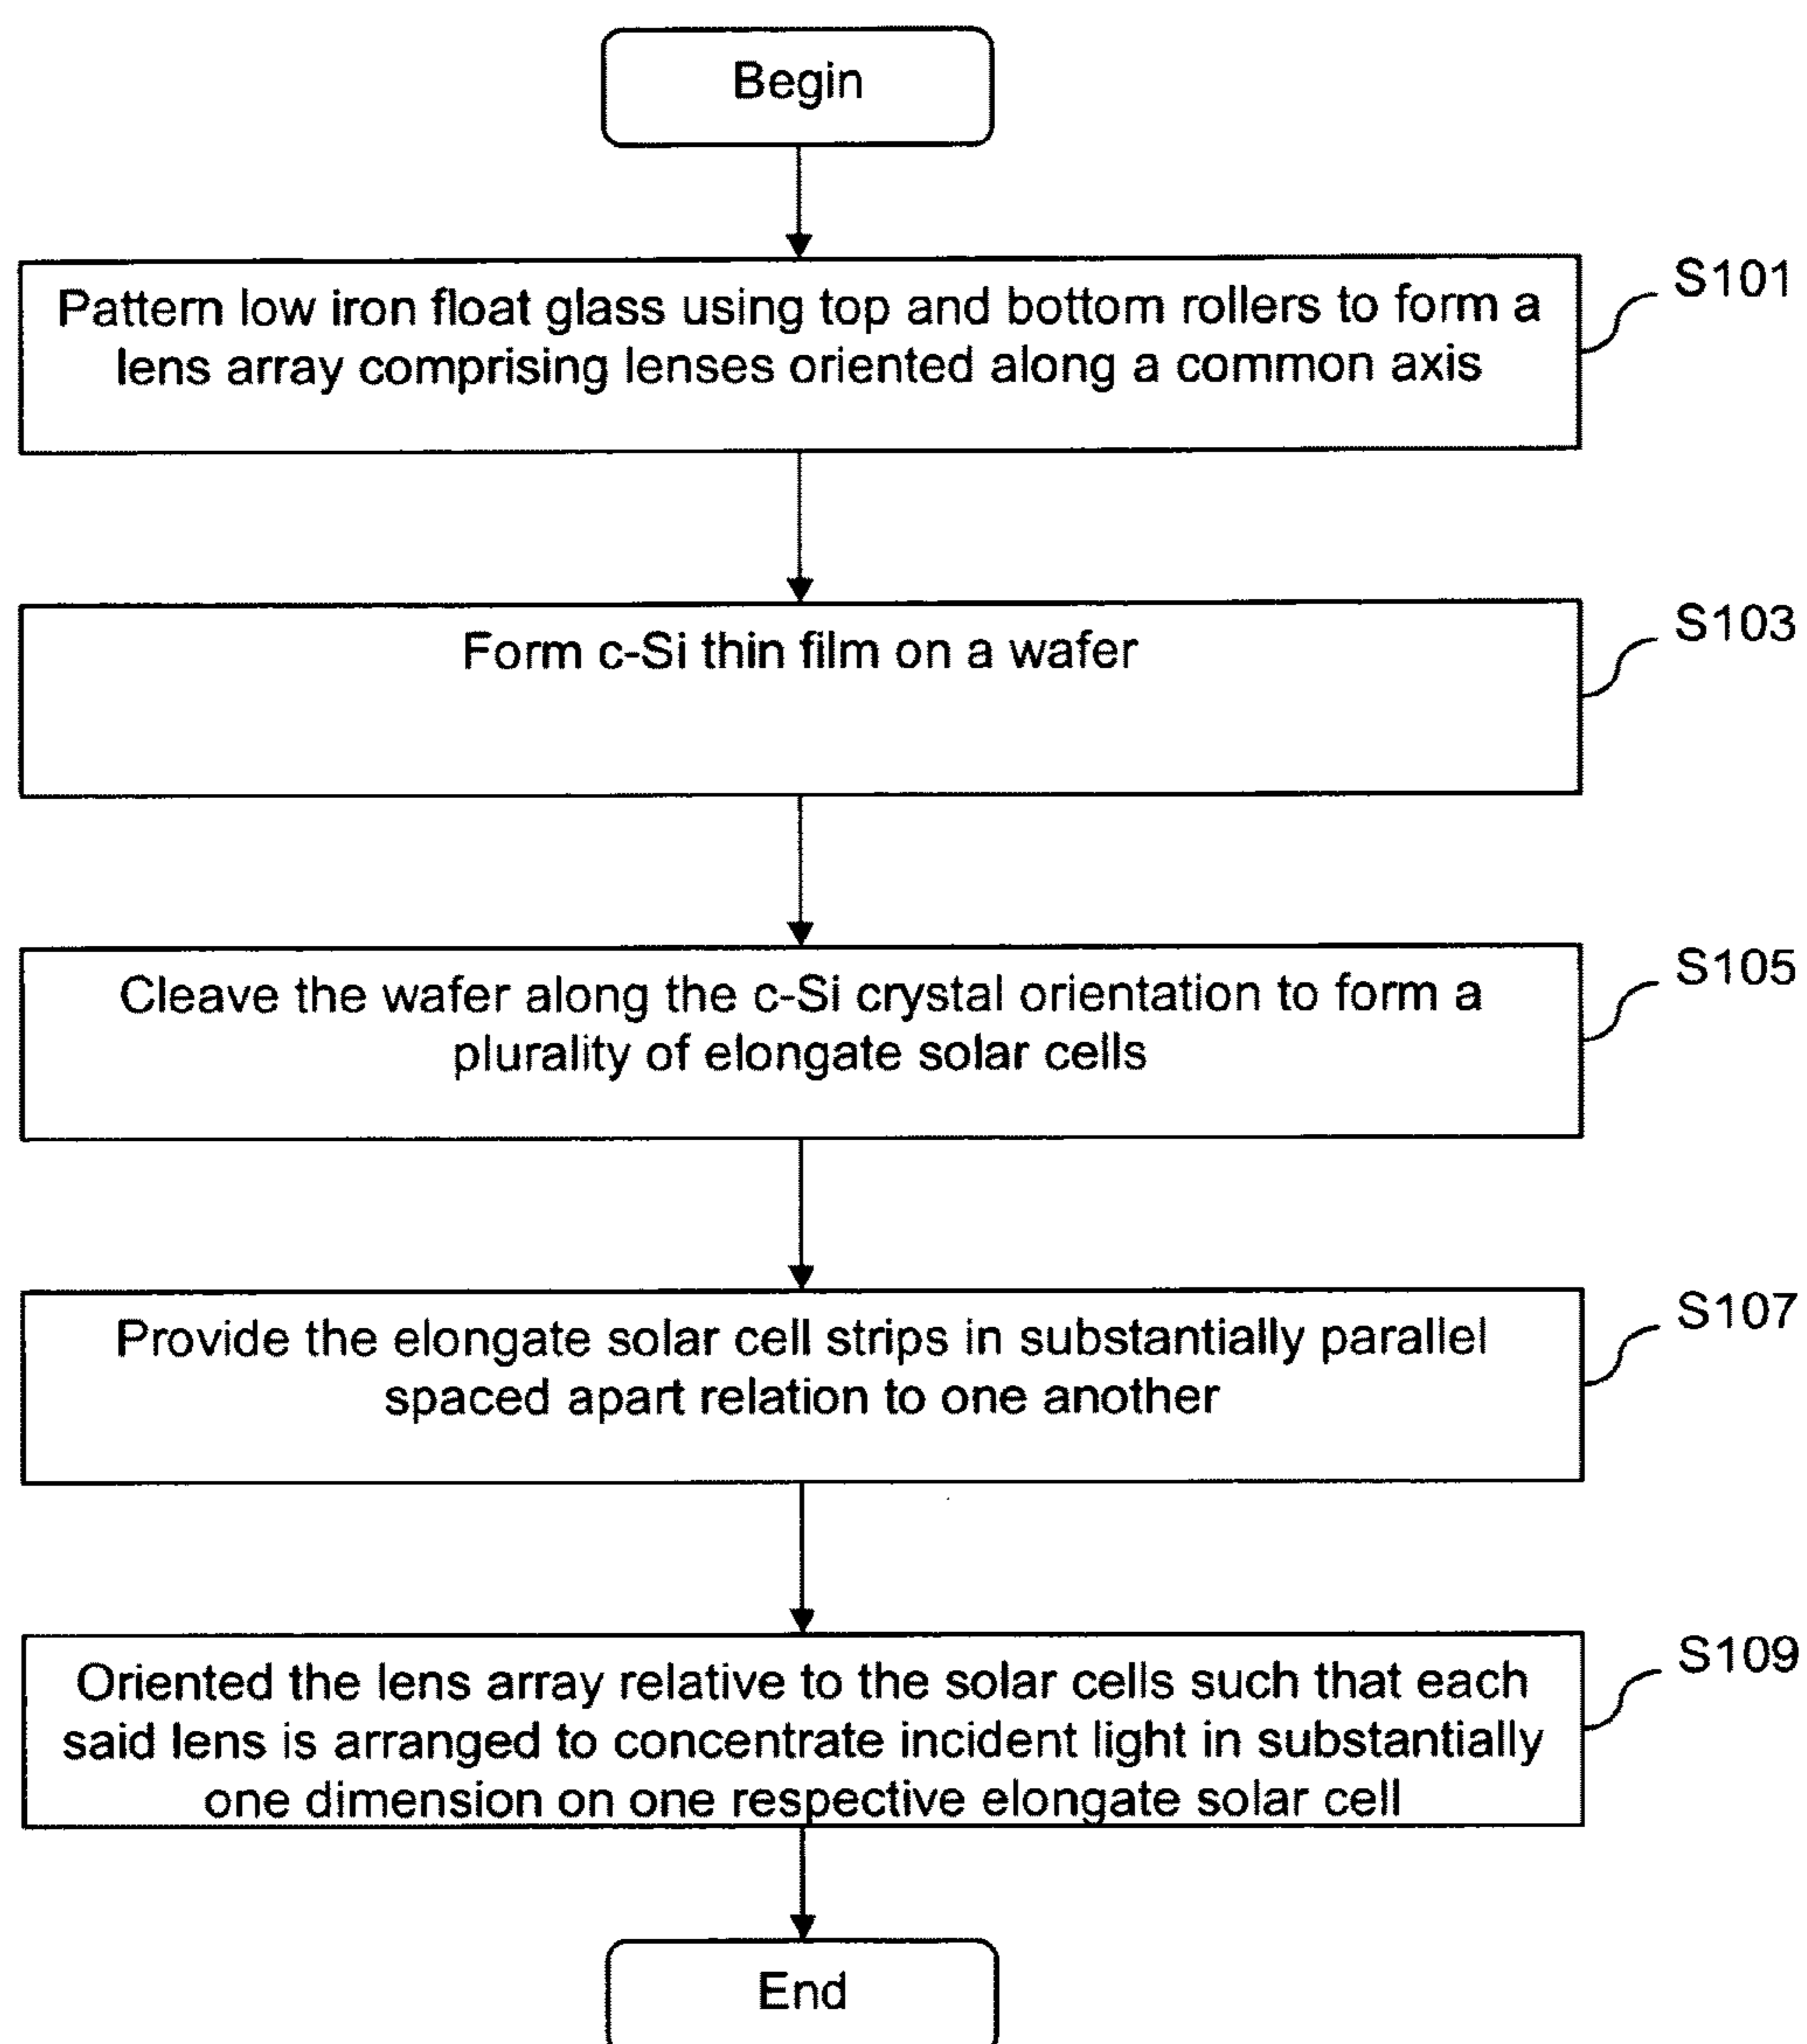 Begin
Pattern low iron float glass using top and bottom rollers to form a
lens array comprising lenses oriented along a common axis
S101
Form c-Si thin film on a wafer
S103
Cleave the wafer along the c-Si crystal orientation to form a
plurality of elongate solar cells
S105
Provide the elongate solar cell strips in substantially parallel
spaced apart relation to one another
S107
Oriented the lens array relative to the solar cells such that each
said lens is arranged to concentrate incident light in substantially
one dimension on one respective elongate solar cell
S109
End